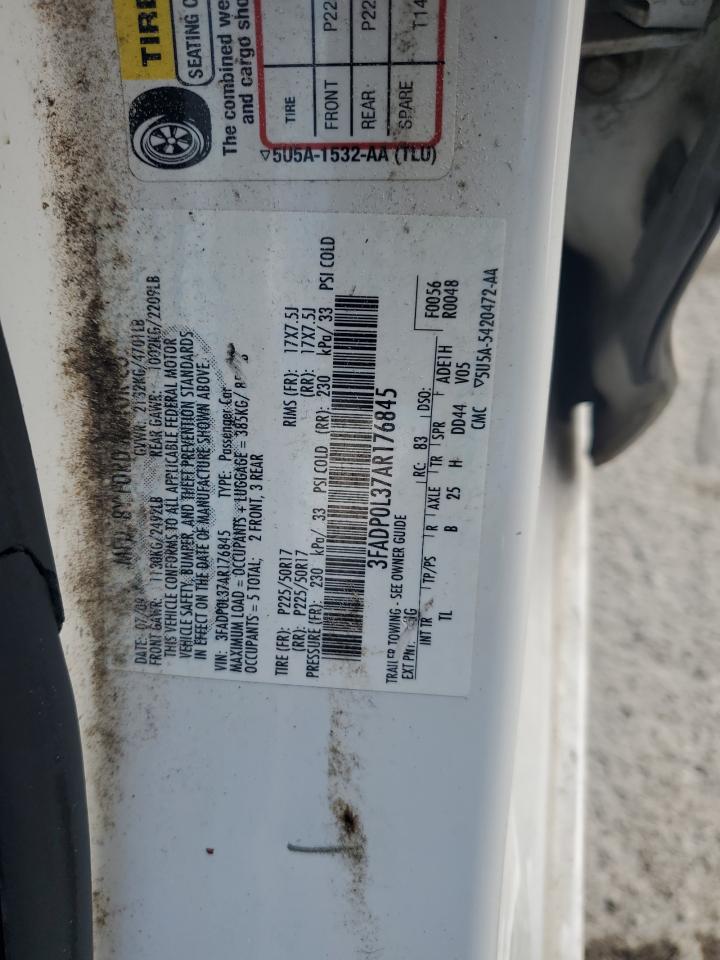 TIRE
SEATING C
The combined we
and cargo sho
TIRE
FRONT P22
REAR P22
SPARE T14
▽5U5A-1532-AA (TLU)
MFD. BY FORD MOTOR CO.
DATE: 07/09 GVWR: 2132KG/4701LB
FRONT GAWR: 1130KG/2492LB REAR GAWR: 1002KG/2209LB
THIS VEHICLE CONFORMS TO ALL APPLICABLE FEDERAL MOTOR
VEHICLE SAFETY, BUMPER, AND THEFT PREVENTION STANDARDS
IN EFFECT ON THE DATE OF MANUFACTURE SHOWN ABOVE.
VIN: 3FADP0L37AR176845 TYPE: Passenger Car
MAXIMUM LOAD = OCCUPANTS + LUGGAGE = 385KG/
OCCUPANTS = 5 TOTAL; 2 FRONT, 3 REAR
TIRE (FR): P225/50R17 RIMS (FR): 17X7.5J
(RR): P225/50R17 (RR): 17X7.5J
PRESSURE (FR): 230 kPa/ 33 PSI COLD (RR): 230 kPa/ 33 PSI COLD
3FADP0L37AR176845
TRAILER TOWING - SEE OWNER GUIDE
EXT PNT: RC: 83 DSO: F0056
R0048
INT TR TP/PS R AXLE TR SPR ADE1H
TL B 25 H DD44 V05
CMC ▽5U5A-5420472-AA